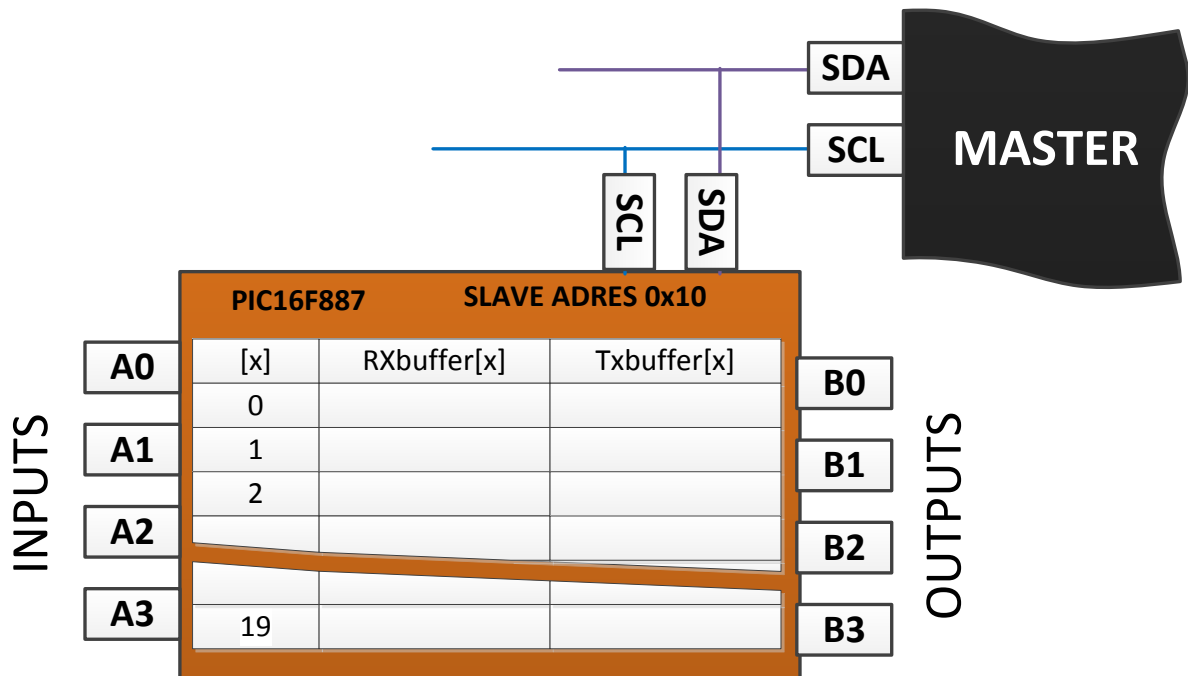 SDA
SCL
MASTER
SCL
SDA
PIC16F887
SLAVE ADRES 0x10
INPUTS
A0
A1
A2
A3
[x] RXbuffer[x] Txbuffer[x]
0
1
2
19
B0
B1
B2
B3
OUTPUTS